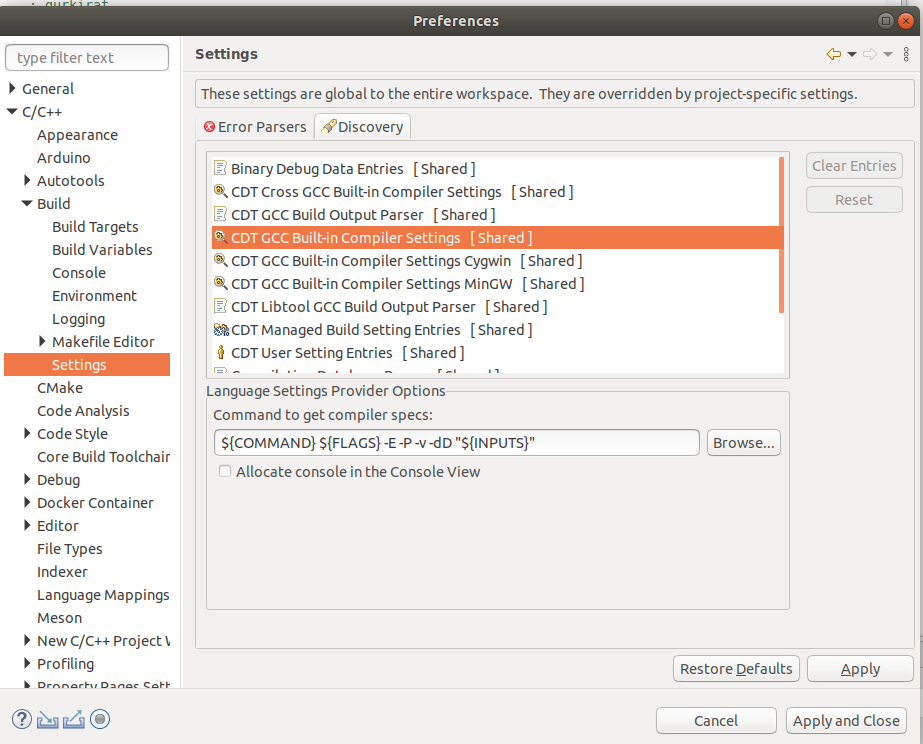 : gurkirat
Preferences
type filter text
Settings
General
C/C++
Appearance
Arduino
Autotools
Build
Build Targets
Build Variables
Console
Environment
Logging
Makefile Editor
Settings
CMake
Code Analysis
Code Style
Core Build Toolchair
Debug
Docker Container
Editor
File Types
Indexer
Language Mappings
Meson
New C/C++ Project W
Profiling
Property Pages Sett
These settings are global to the entire workspace. They are overridden by project-specific settings.
Error Parsers
Discovery
Binary Debug Data Entries [ Shared ]
CDT Cross GCC Built-in Compiler Settings [ Shared ]
CDT GCC Build Output Parser [ Shared ]
CDT GCC Built-in Compiler Settings [ Shared ]
CDT GCC Built-in Compiler Settings Cygwin [ Shared ]
CDT GCC Built-in Compiler Settings MinGW [ Shared ]
CDT Libtool GCC Build Output Parser [ Shared ]
CDT Managed Build Setting Entries [ Shared ]
CDT User Setting Entries [ Shared ]
Compilation Database Parser [ Shared ]
Clear Entries
Reset
Language Settings Provider Options
Command to get compiler specs:
${COMMAND} ${FLAGS} -E -P -v -dD "${INPUTS}"
Browse...
Allocate console in the Console View
Restore Defaults
Apply
Cancel
Apply and Close